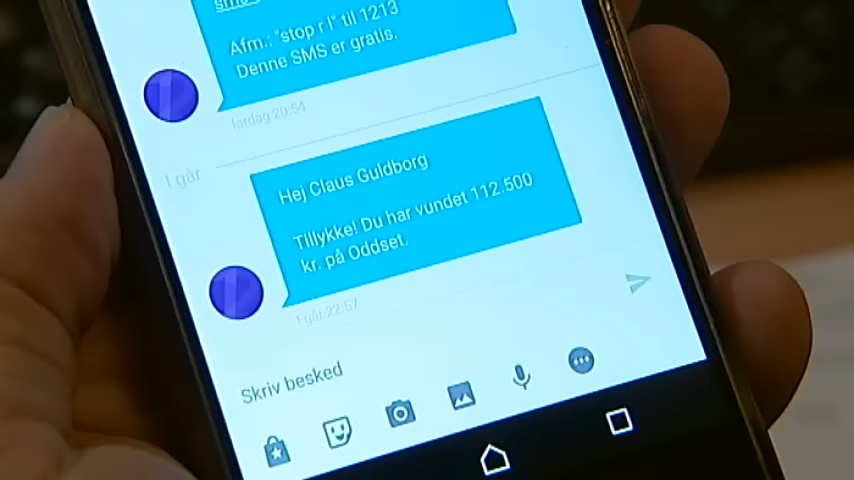 Afm.: "stop r l" til 1213
Denne SMS er gratis.
lørdag 20:54
I går
Hej Claus Guldborg
Tillykke! Du har vundet 112.500
kr. på Oddset.
I går 22:57
Skriv besked